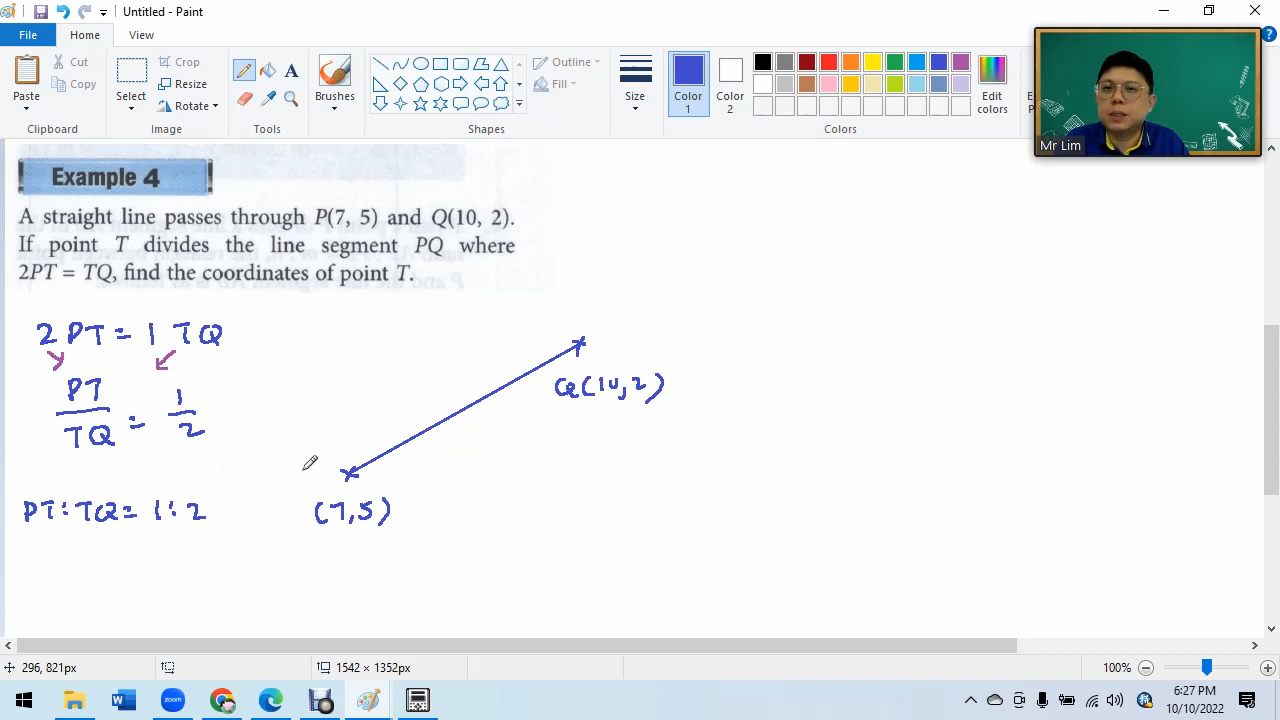 Untitled - Paint
File
Home
View
Paste
Cut
Copy
Clipboard
Select
Crop
Resize
Rotate
Image
Tools
Brushes
Shapes
Outline
Fill
Size
Color 1
Color 2
Edit colors
Colors
Mr Lim
Example 4
A straight line passes through P(7, 5) and Q(10, 2).
If point T divides the line segment PQ where
2PT = TQ, find the coordinates of point T.
2 PT = 1 TQ
PT/TQ = 1/2
PT : TQ = 1 : 2
Q(10,2)
(7,5)
296, 821px
1542 × 1352px
100%
zoom
6:27 PM
10/10/2022